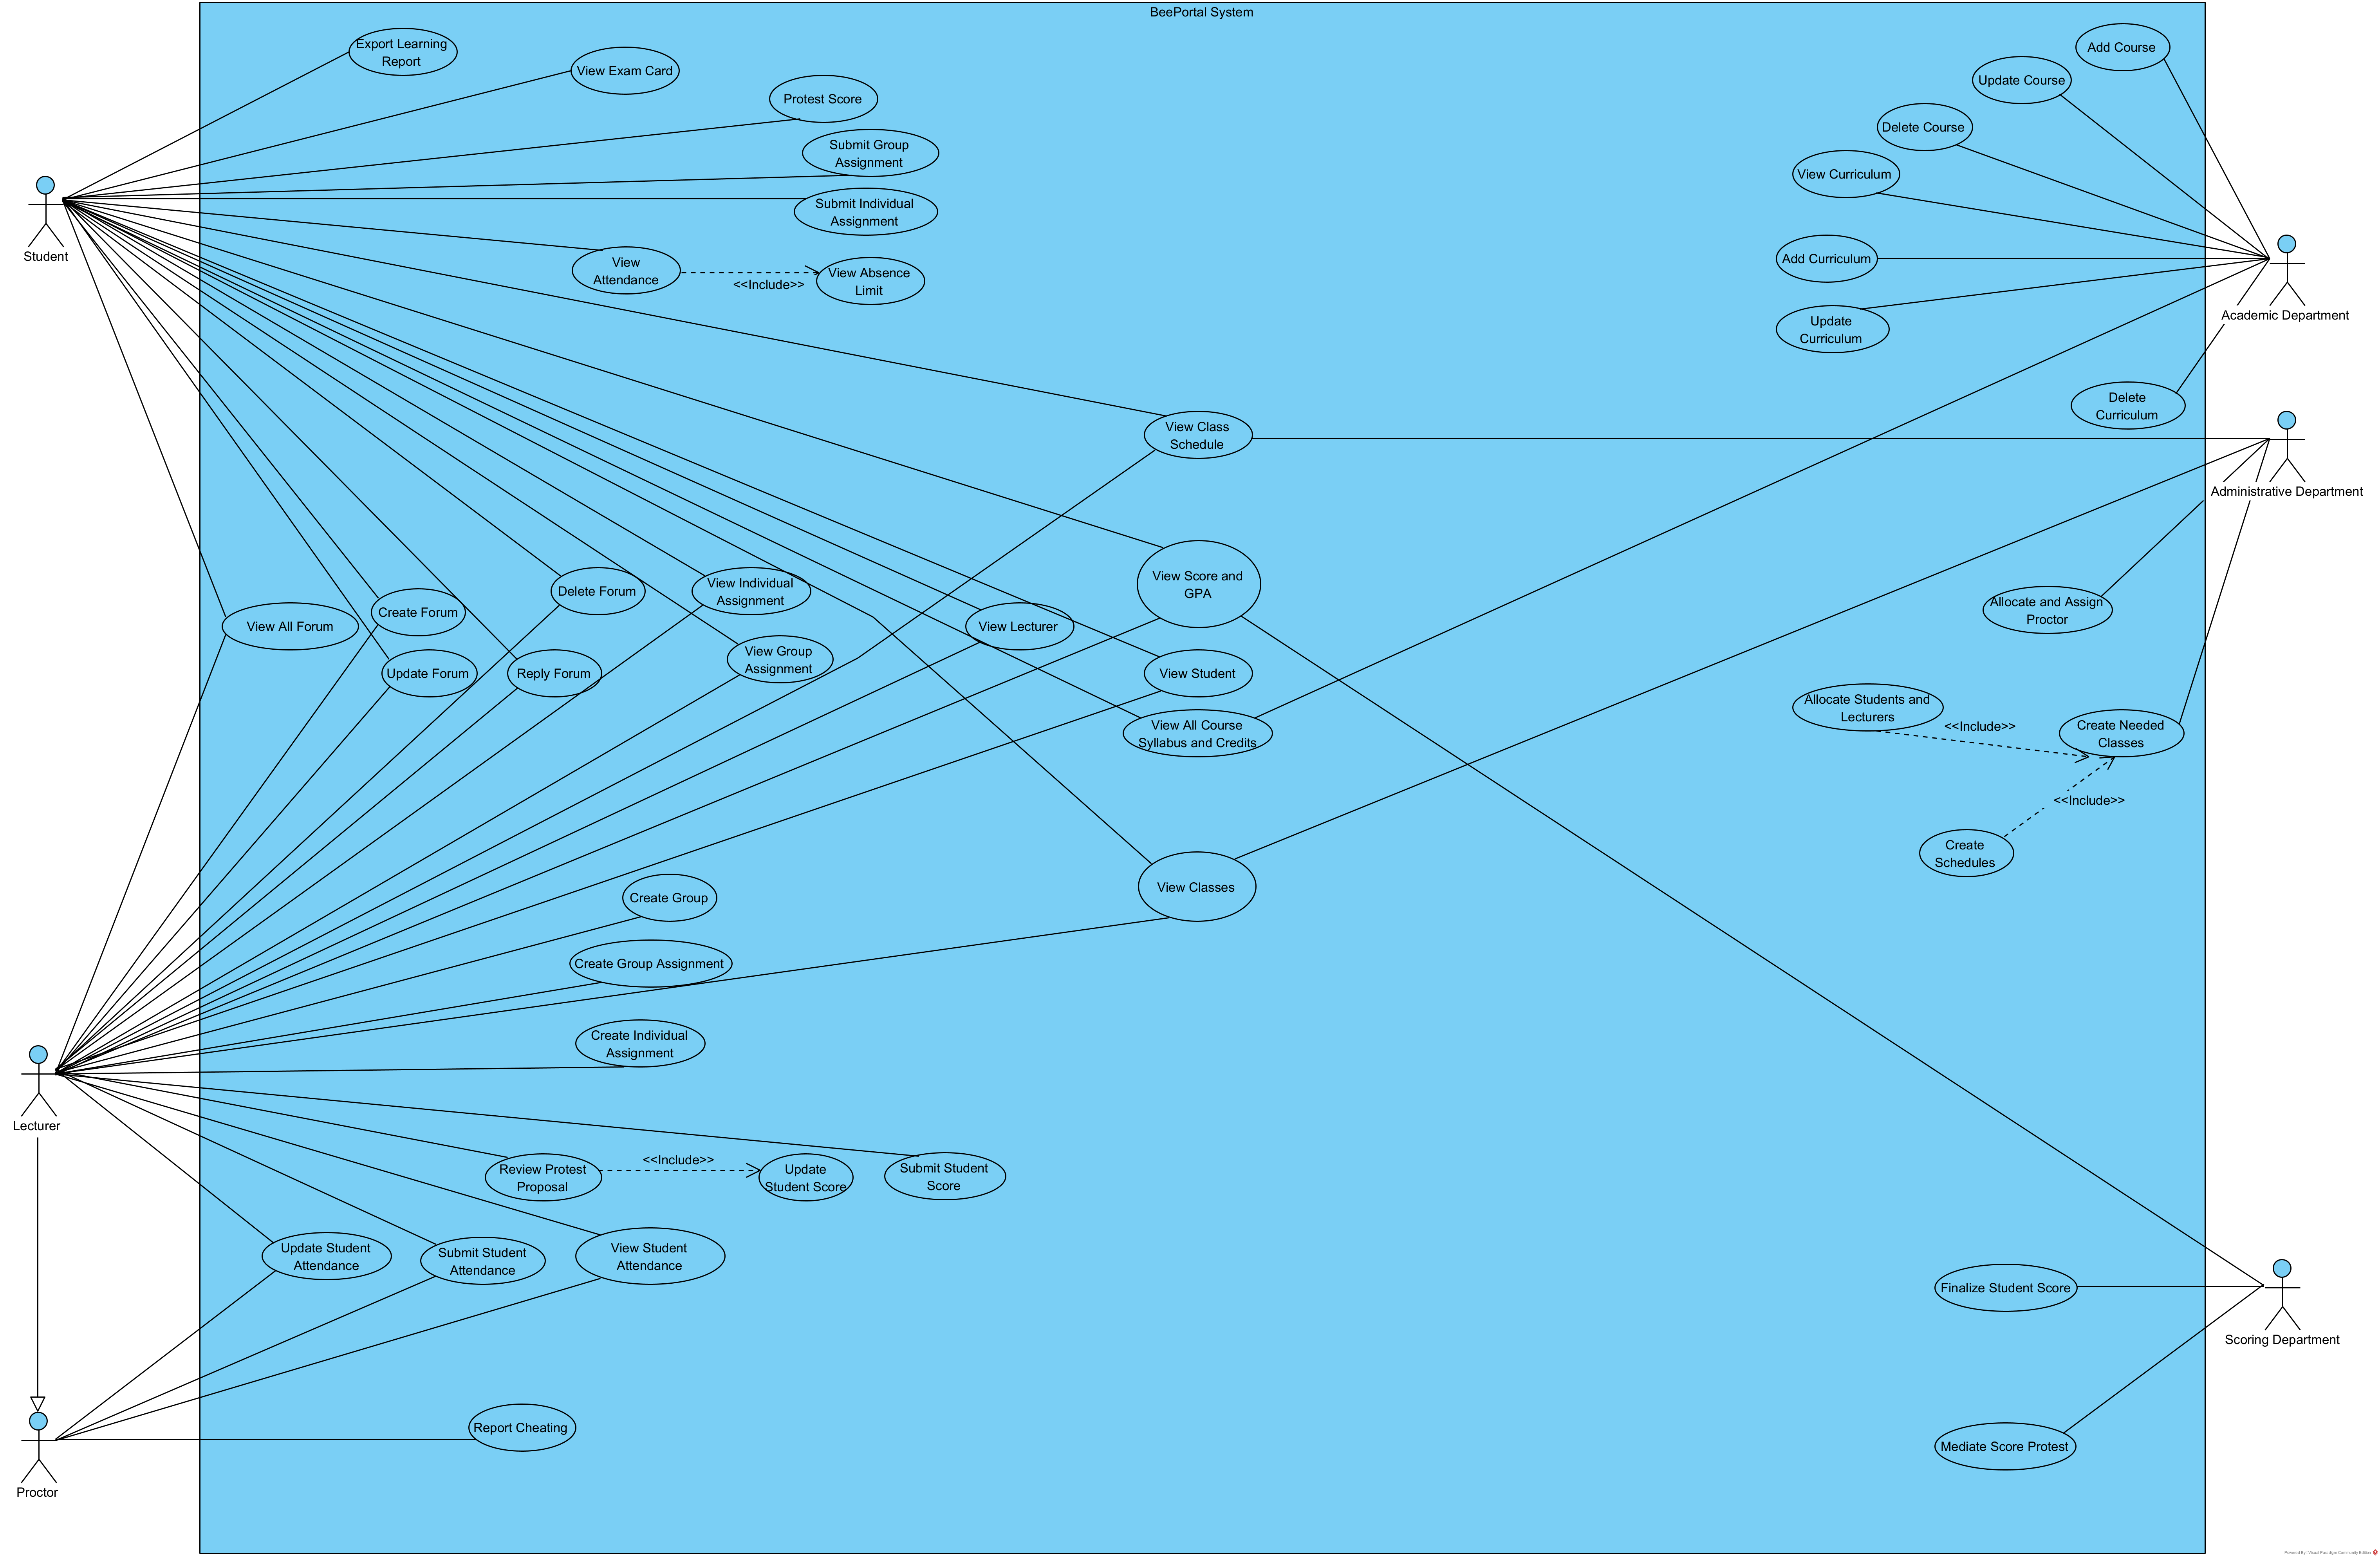 BeePortal System
Export Learning
Report
View Exam Card
Protest Score
Submit Group
Assignment
Submit Individual
Assignment
View
Attendance
<<Include>>
View Absence
Limit
Student
Add Course
Update Course
Delete Course
View Curriculum
Add Curriculum
Update
Curriculum
Delete
Curriculum
Academic Department
View Class
Schedule
Administrative Department
View Score and
GPA
View Individual
Assignment
Delete Forum
Create Forum
View All Forum
View Lecturer
Allocate and Assign
Proctor
View Group
Assignment
Update Forum
Reply Forum
View Student
View All Course
Syllabus and Credits
Allocate Students and
Lecturers
<<Include>>
Create Needed
Classes
<<Include>>
Create
Schedules
View Classes
Create Group
Create Group Assignment
Create Individual
Assignment
Lecturer
Review Protest
Proposal
<<Include>>
Update
Student Score
Submit Student
Score
Update Student
Attendance
Submit Student
Attendance
View Student
Attendance
Finalize Student Score
Scoring Department
Report Cheating
Mediate Score Protest
Proctor
Powered By: Visual Paradigm Community Edition